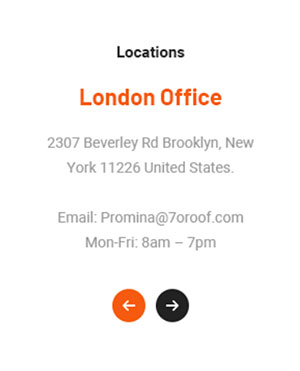 Locations
London Office
2307 Beverley Rd Brooklyn, New
York 11226 United States.
Email: Promina@7oroof.com
Mon-Fri: 8am – 7pm